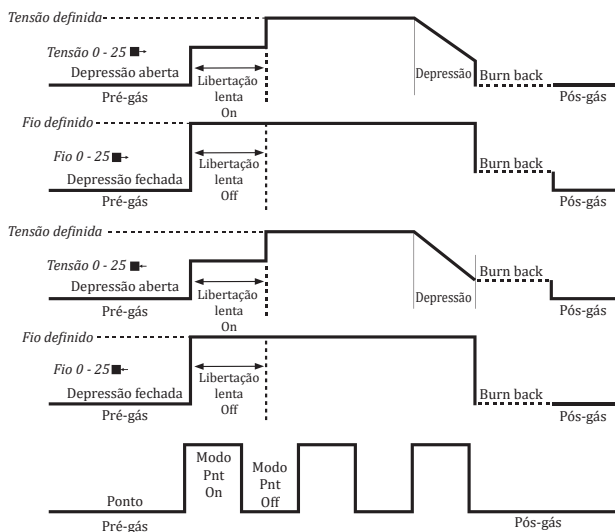 Tensão definida
Tensão 0 - 25
Depressão aberta
Pré-gás
Libertação
lenta
On
Depressão
Burn back
Pós-gás
Fio definido
Fio 0 - 25
Depressão fechada
Pré-gás
Libertação
lenta
Off
Burn back
Pós-gás
Tensão definida
Tensão 0 - 25
Depressão aberta
Pré-gás
Libertação
lenta
On
Depressão
Burn back
Pós-gás
Fio definido
Fio 0 - 25
Depressão fechada
Pré-gás
Libertação
lenta
Off
Burn back
Pós-gás
Ponto
Pré-gás
Modo
Pnt
On
Modo
Pnt
Off
Pós-gás